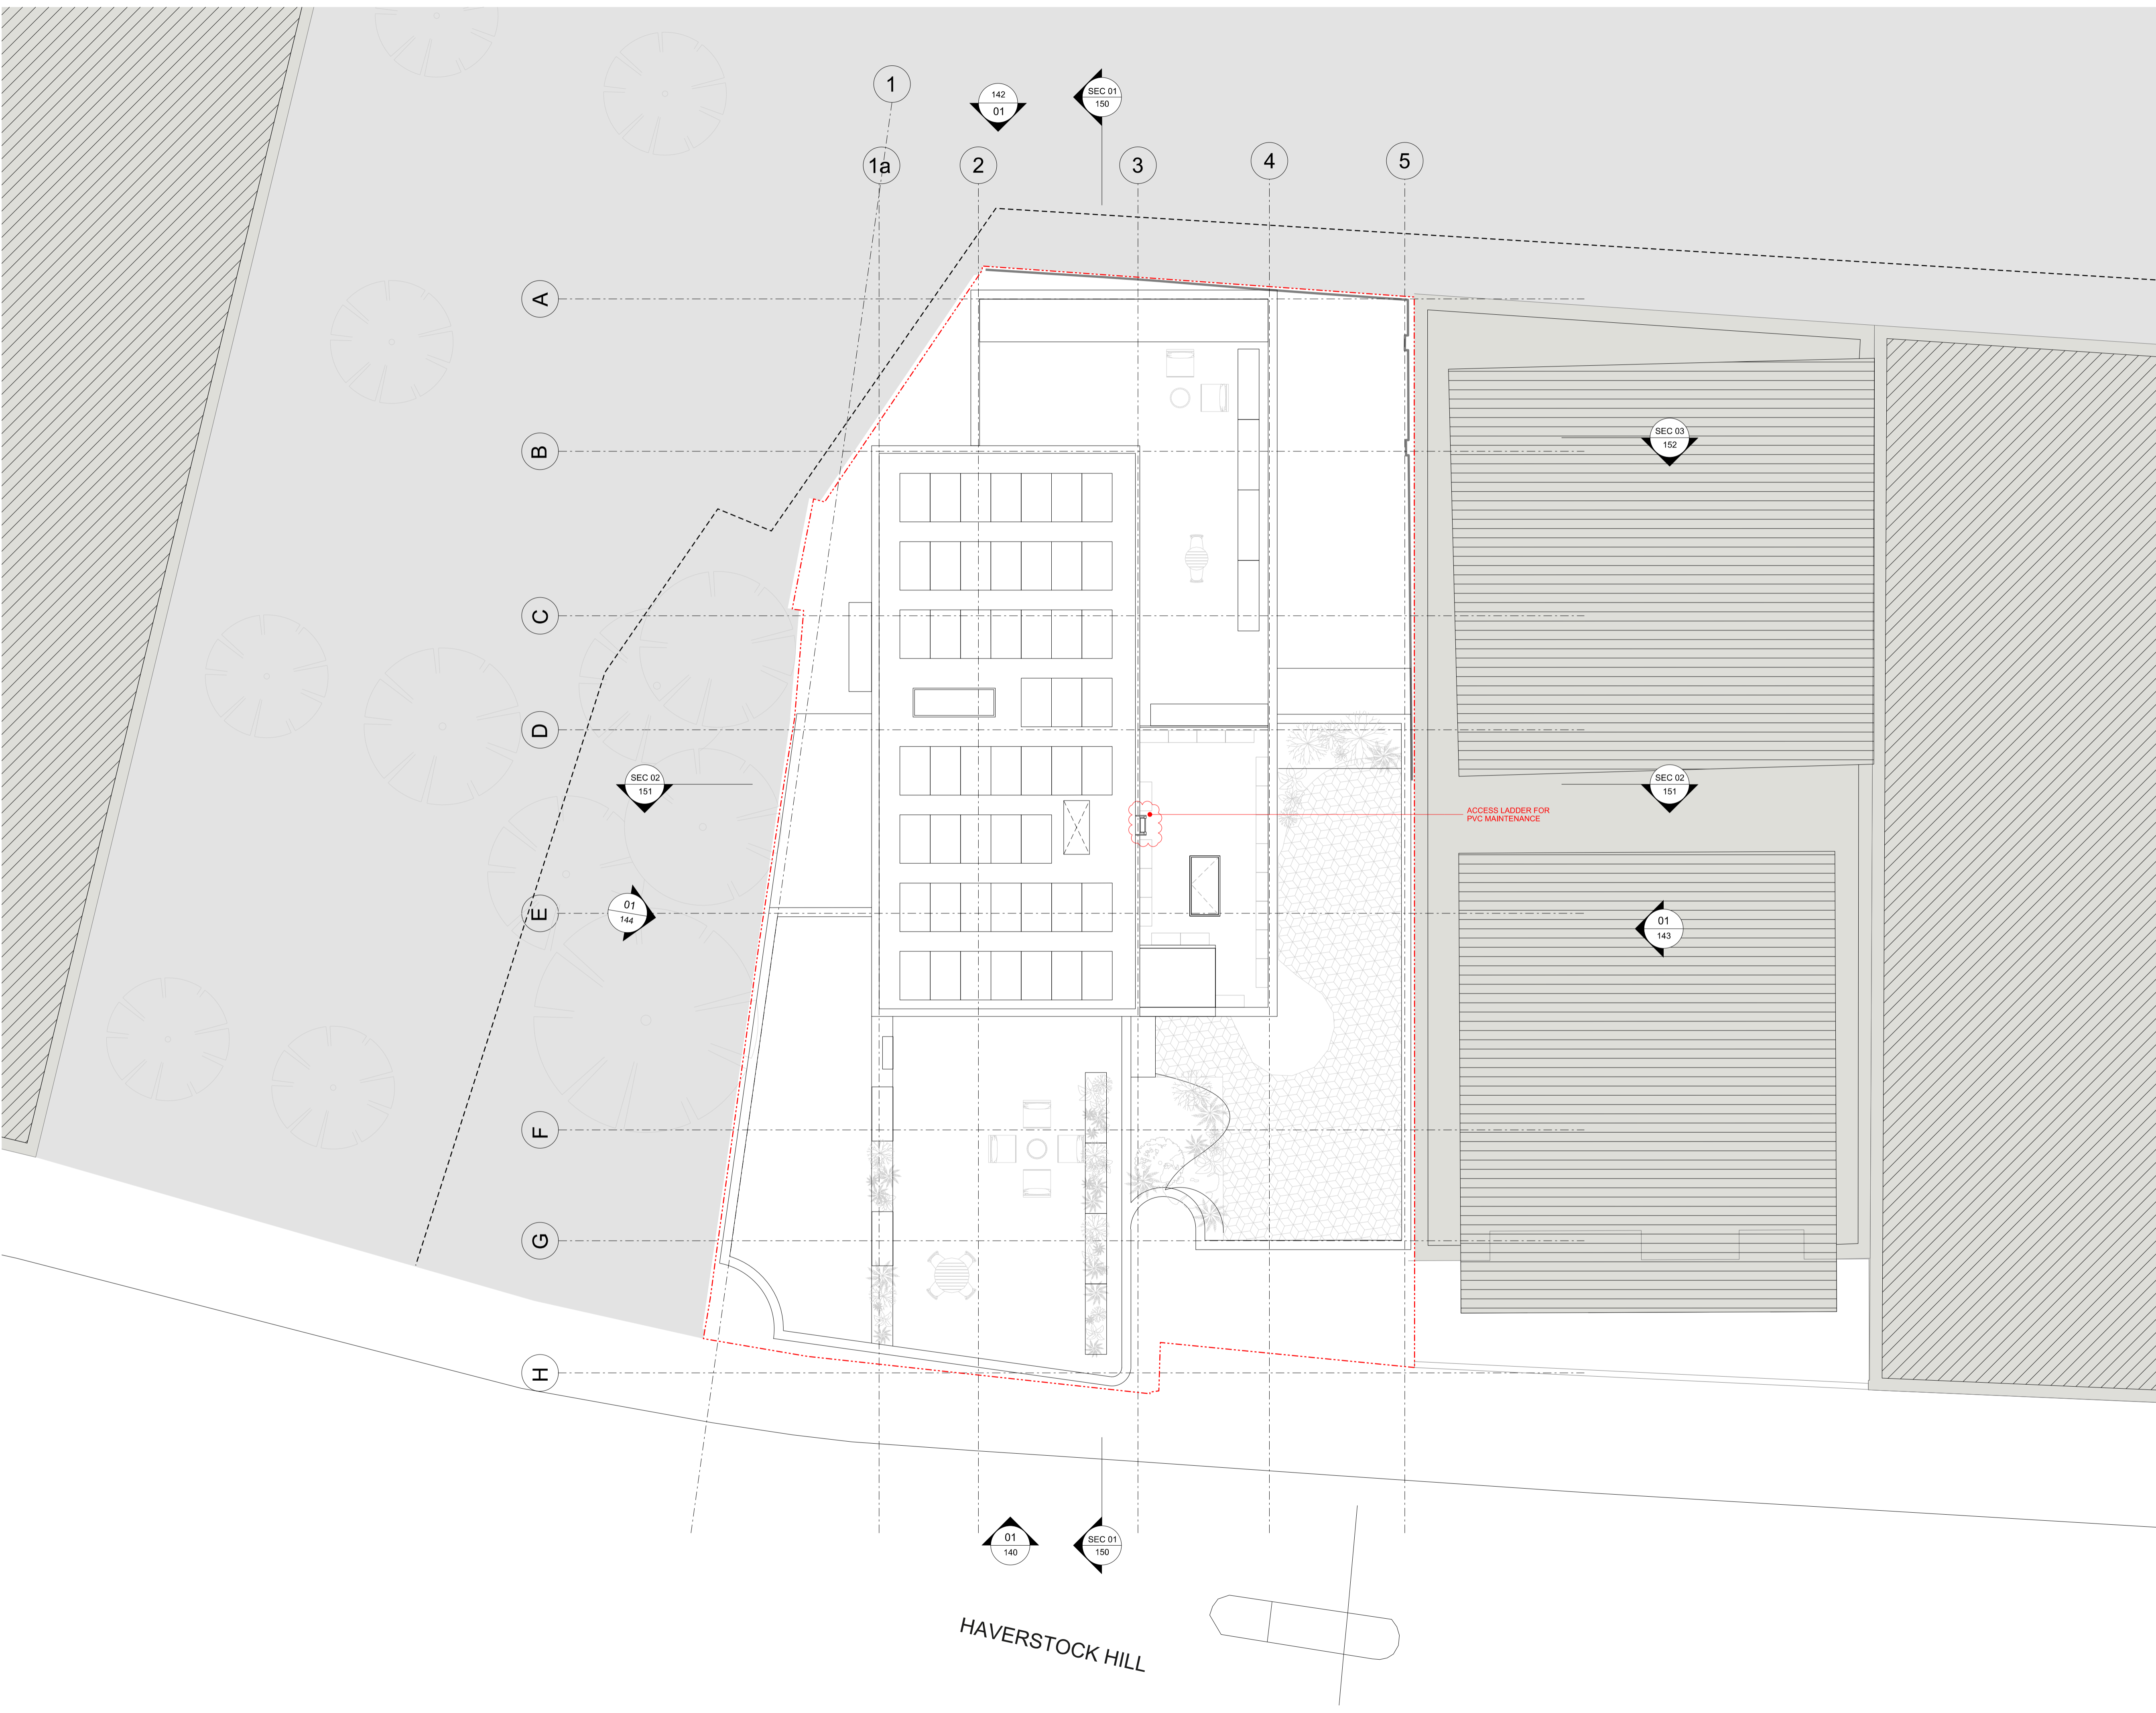 1
142
01
SEC 01
150
1a
2
3
4
5
A
B
SEC 03
152
C
D
SEC 02
151
SEC 02
151
ACCESS LADDER FOR
PVC MAINTENANCE
E
01
144
01
143
F
G
H
01
140
SEC 01
150
HAVERSTOCK HILL